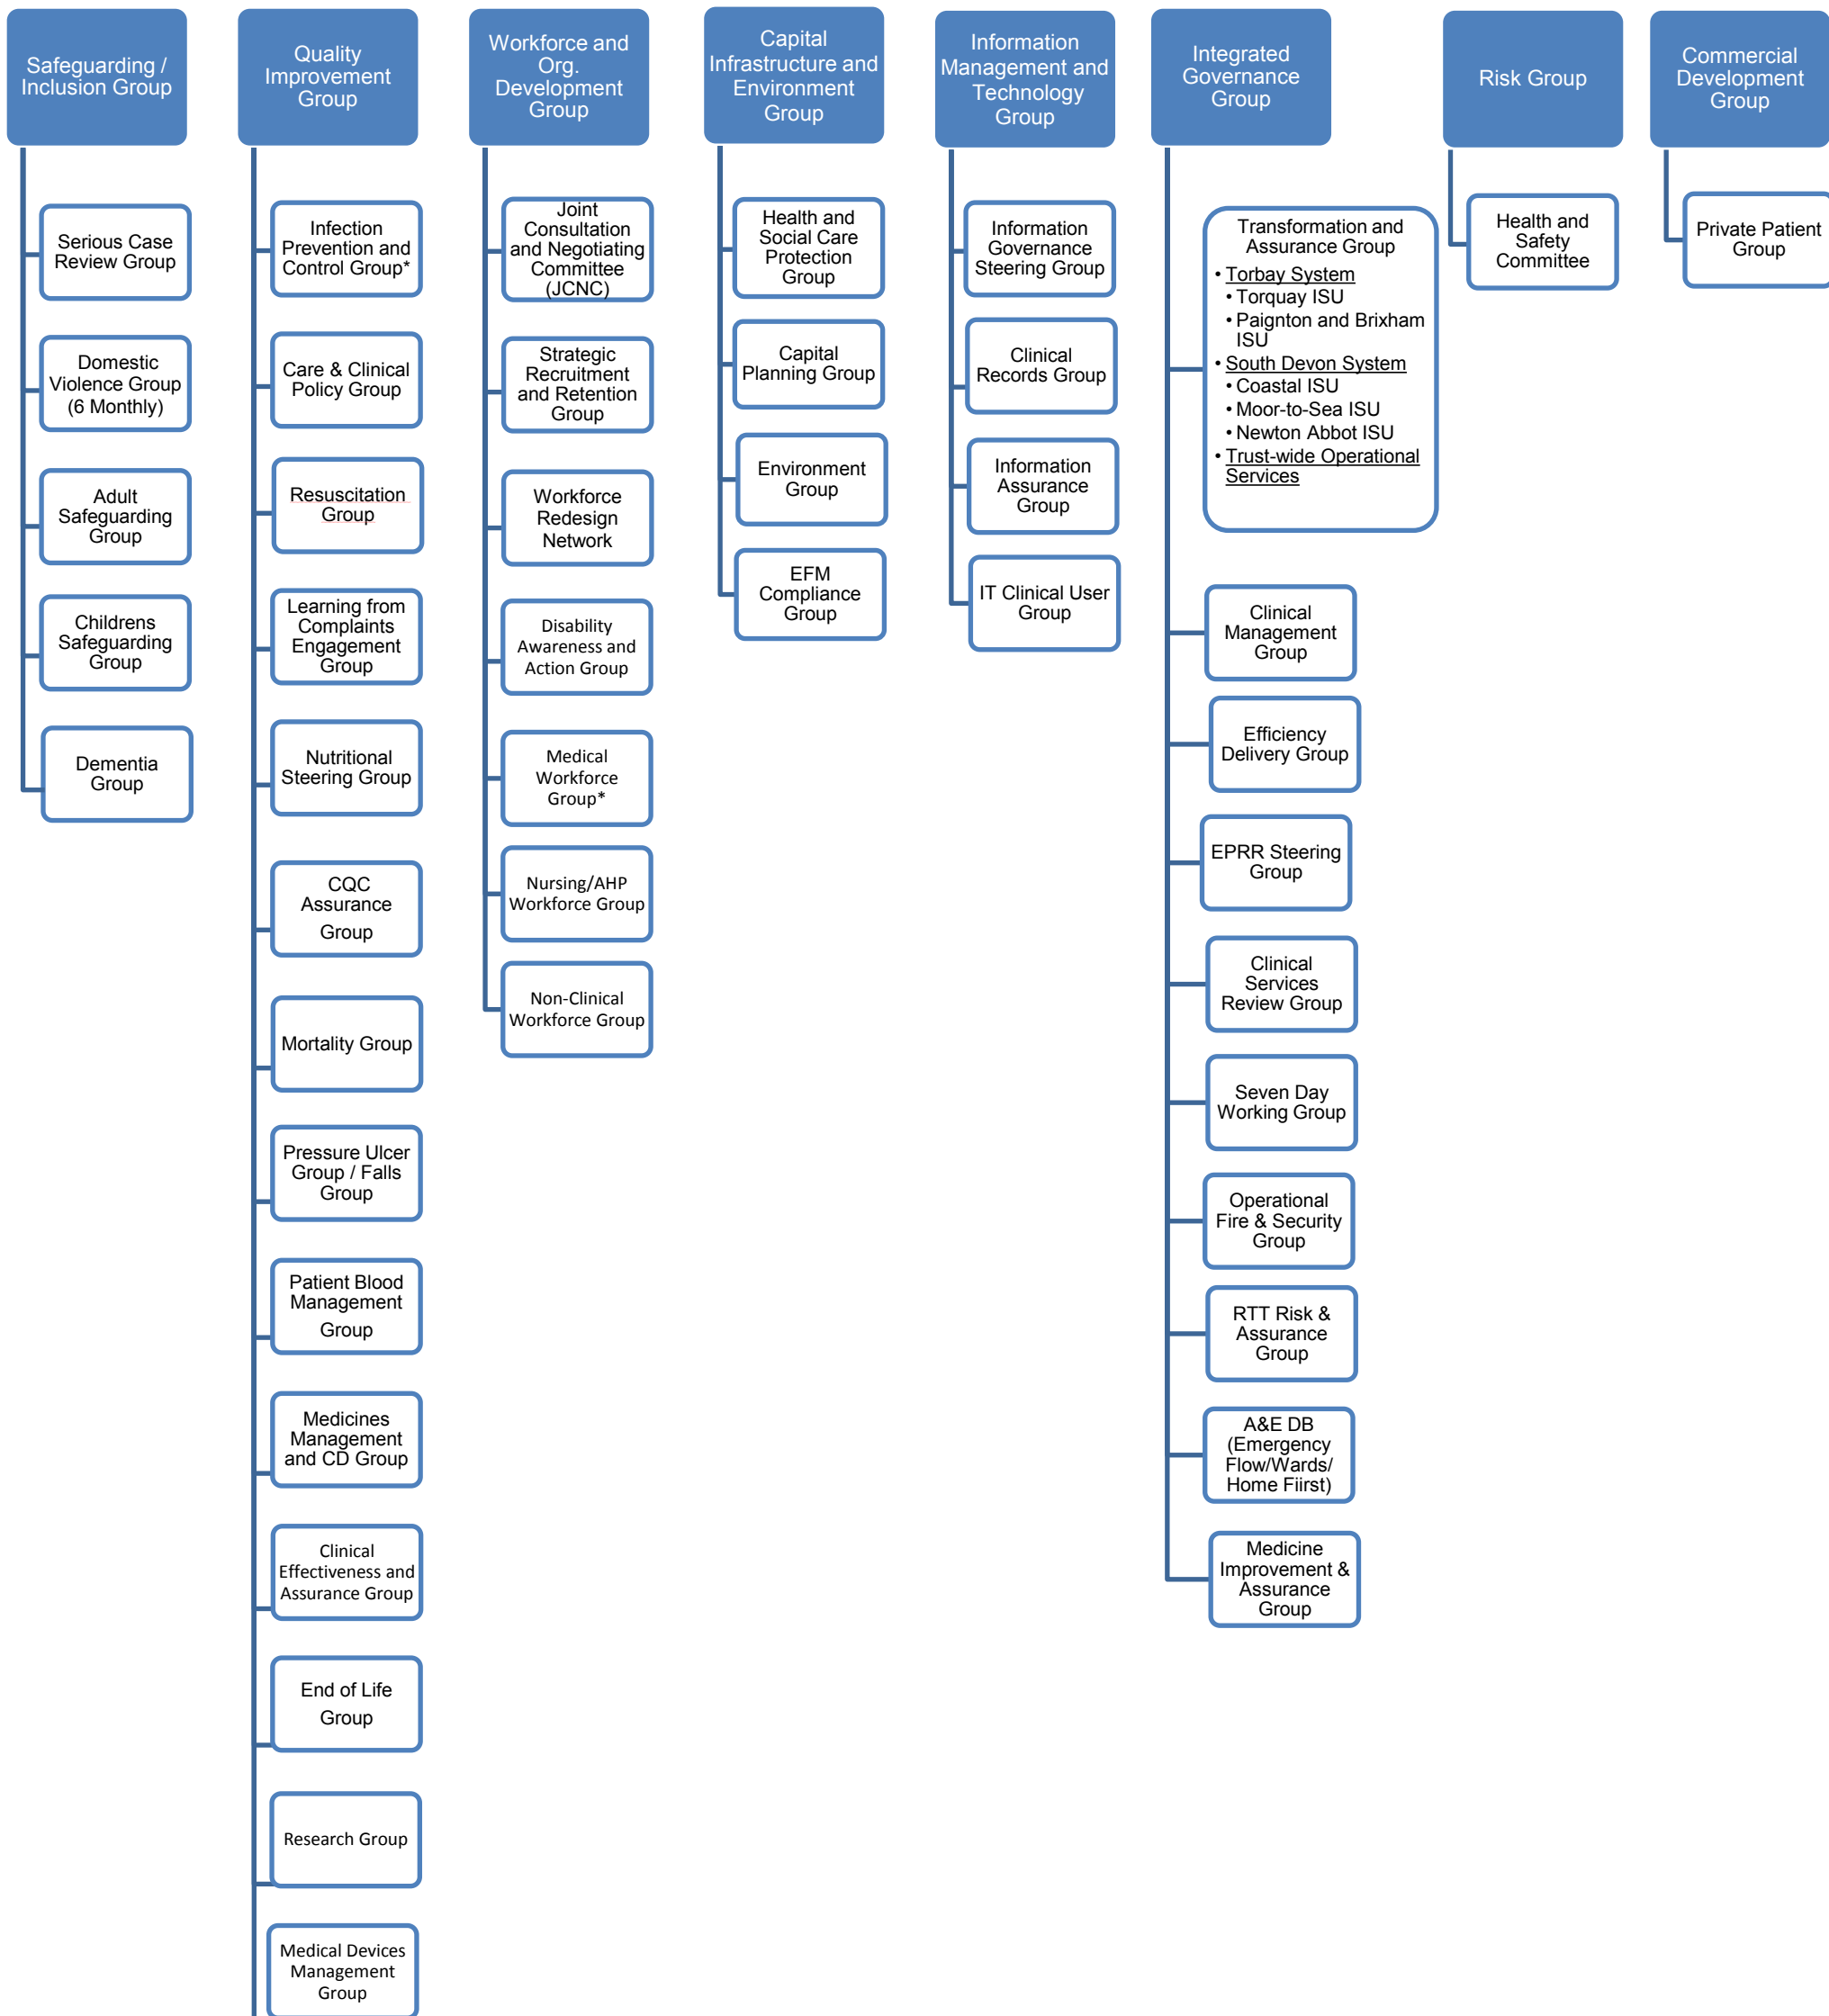 Safeguarding /
Inclusion Group
Serious Case
Review Group
Domestic
Violence Group
(6 Monthly)
Adult
Safeguarding
Group
Childrens
Safeguarding
Group
Dementia
Group
Quality
Improvement
Group
Infection
Prevention and
Control Group*
Care & Clinical
Policy Group
Resuscitation
Group
Learning from
Complaints
Engagement
Group
Nutritional
Steering Group
CQC
Assurance
Group
Mortality Group
Pressure Ulcer
Group / Falls
Group
Patient Blood
Management
Group
Medicines
Management
and CD Group
Clinical
Effectiveness and
Assurance Group
End of Life
Group
Research Group
Medical Devices
Management
Group
Workforce and
Org.
Development
Group
Joint
Consultation
and Negotiating
Committee
(JCNC)
Strategic
Recruitment
and Retention
Group
Workforce
Redesign
Network
Disability
Awareness and
Action Group
Medical
Workforce
Group*
Nursing/AHP
Workforce Group
Non-Clinical
Workforce Group
Capital
Infrastructure and
Environment
Group
Health and
Social Care
Protection
Group
Capital
Planning Group
Environment
Group
EFM
Compliance
Group
Information
Management and
Technology
Group
Information
Governance
Steering Group
Clinical
Records Group
Information
Assurance
Group
IT Clinical User
Group
Integrated
Governance
Group
Transformation and
Assurance Group
• Torbay System
• Torquay ISU
• Paignton and Brixham
ISU
• South Devon System
• Coastal ISU
• Moor-to-Sea ISU
• Newton Abbot ISU
• Trust-wide Operational
Services
Clinical
Management
Group
Efficiency
Delivery Group
EPRR Steering
Group
Clinical
Services
Review Group
Seven Day
Working Group
Operational
Fire & Security
Group
RTT Risk &
Assurance
Group
A&E DB
(Emergency
Flow/Wards/
Home Fiirst)
Medicine
Improvement &
Assurance
Group
Risk Group
Health and
Safety
Committee
Commercial
Development
Group
Private Patient
Group